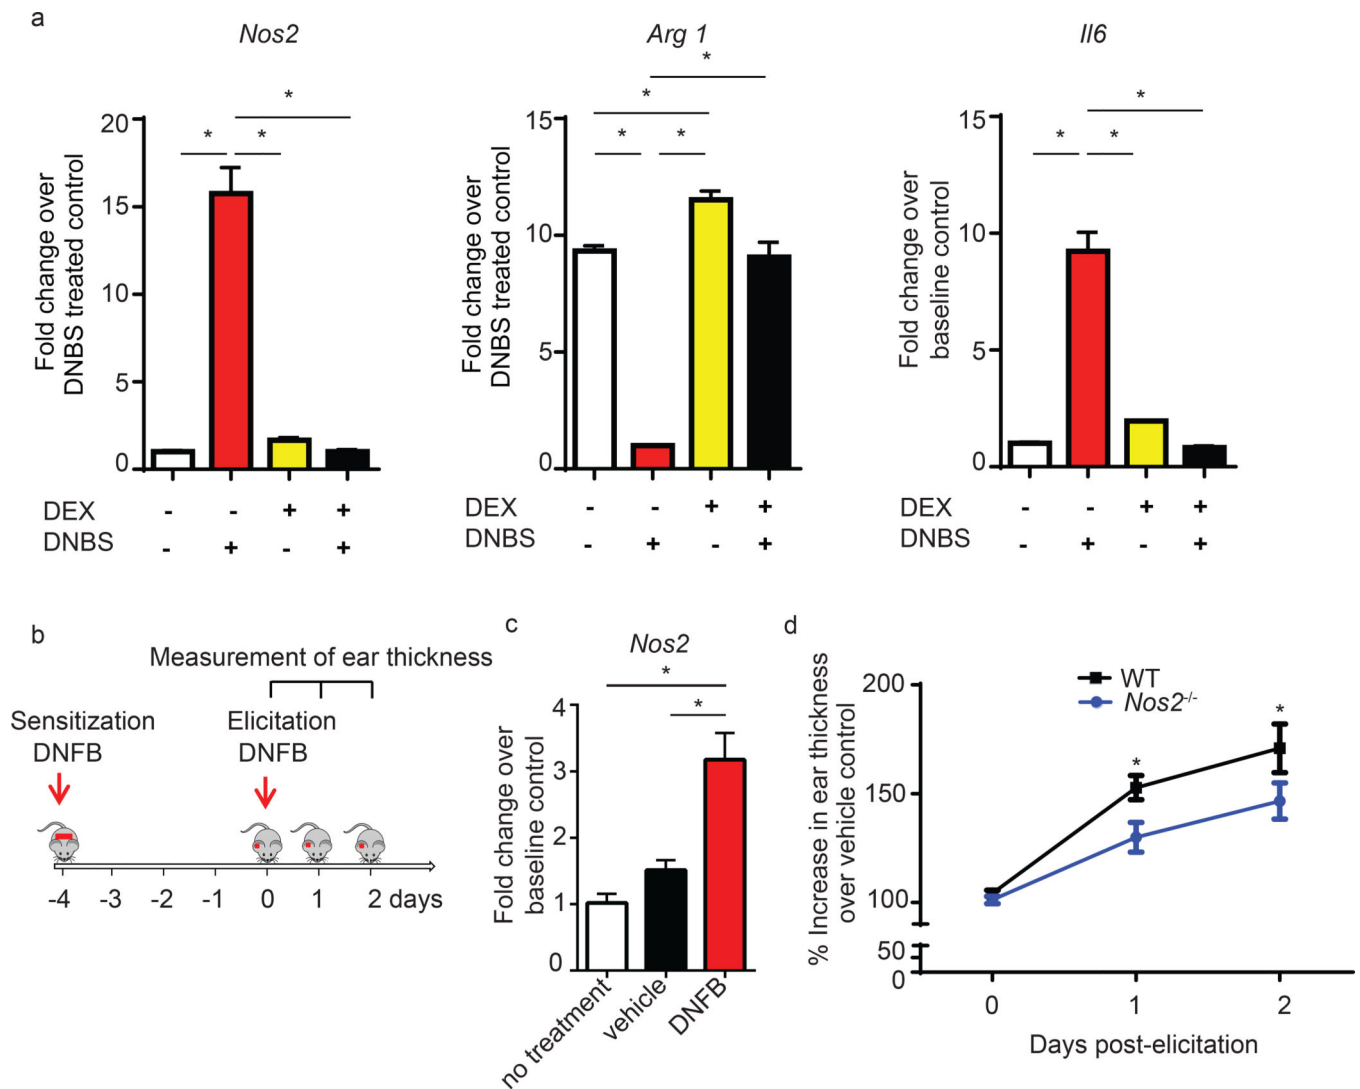 a
Nos2
Fold change over
DNBS treated control
20
15
10
5
0
* * *
DEX - - + +
DNBS - + - +
Arg 1
Fold change over
DNBS treated control
15
10
5
0
*
*
* *
DEX - - + +
DNBS - + - +
Il6
Fold change over
baseline control
15
10
5
0
*
* *
DEX - - + +
DNBS - + - +
b
Measurement of ear thickness
Sensitization Elicitation
DNFB DNFB
-4 -3 -2 -1 0 1 2 days
c
Nos2
*
*
Fold change over
baseline control
4
3
2
1
0
no treatment
vehicle
DNFB
d
% Increase in ear thickness
over vehicle control
200
150
100
50
0
WT
Nos2-/-
* *
0 1 2
Days post-elicitation